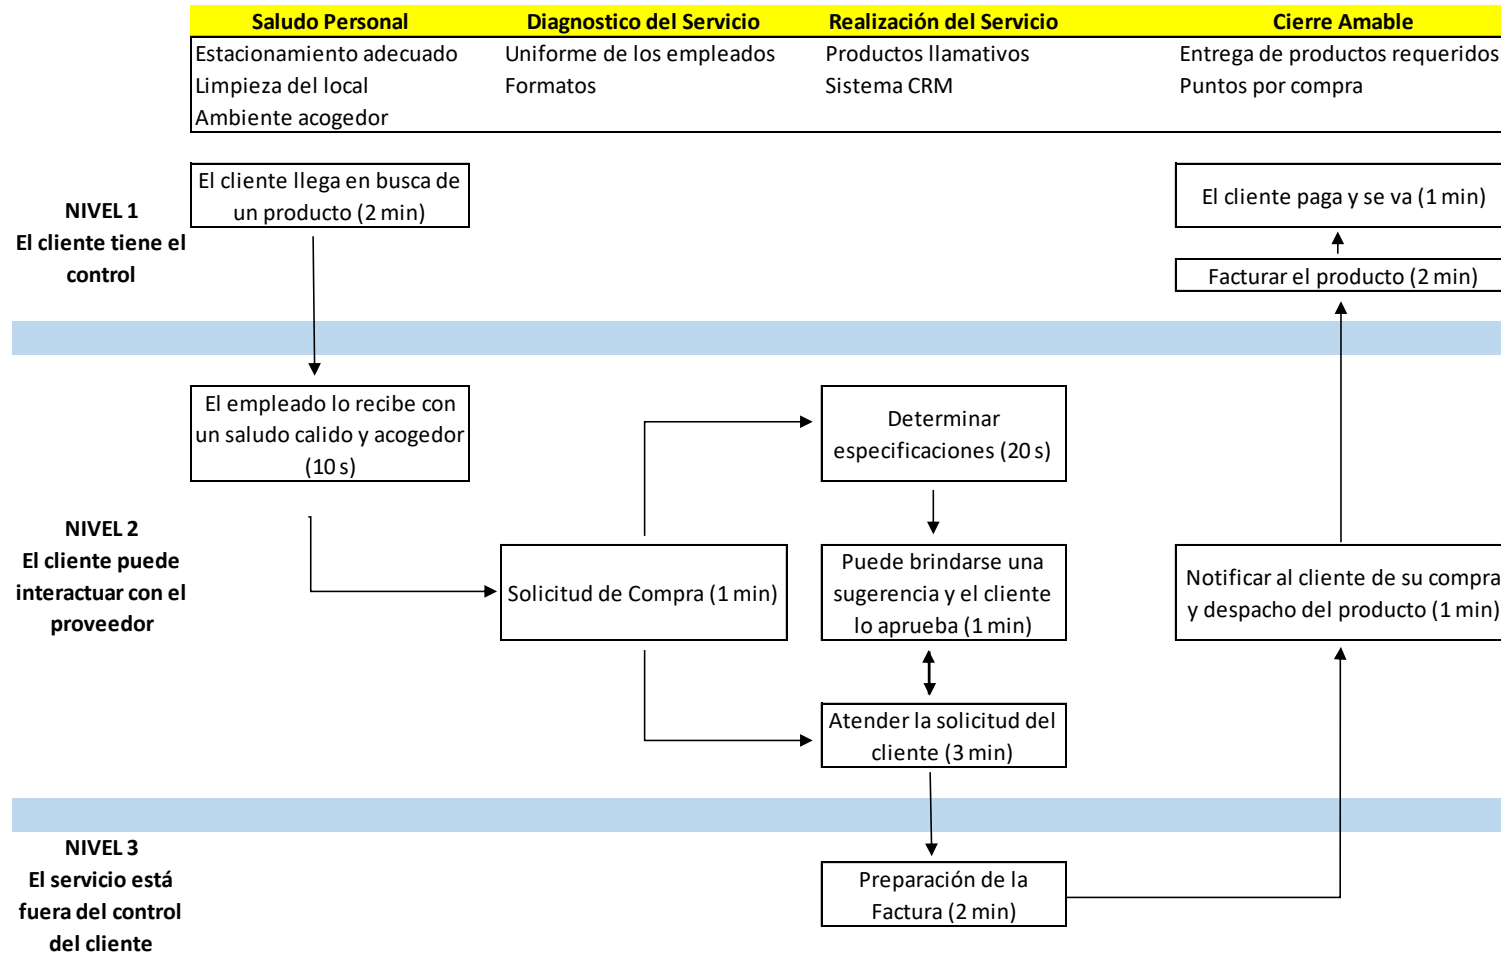 Saludo Personal
Diagnostico del Servicio
Realización del Servicio
Cierre Amable
Estacionamiento adecuado
Limpieza del local
Ambiente acogedor
Uniforme de los empleados
Formatos
Productos llamativos
Sistema CRM
Entrega de productos requeridos
Puntos por compra
NIVEL 1
El cliente tiene el
control
El cliente llega en busca de
un producto (2 min)
El cliente paga y se va (1 min)
Facturar el producto (2 min)
NIVEL 2
El cliente puede
interactuar con el
proveedor
El empleado lo recibe con
un saludo calido y acogedor
(10 s)
Solicitud de Compra (1 min)
Determinar
especificaciones (20 s)
Puede brindarse una
sugerencia y el cliente
lo aprueba (1 min)
Atender la solicitud del
cliente (3 min)
Notificar al cliente de su compra
y despacho del producto (1 min)
NIVEL 3
El servicio está
fuera del control
del cliente
Preparación de la
Factura (2 min)